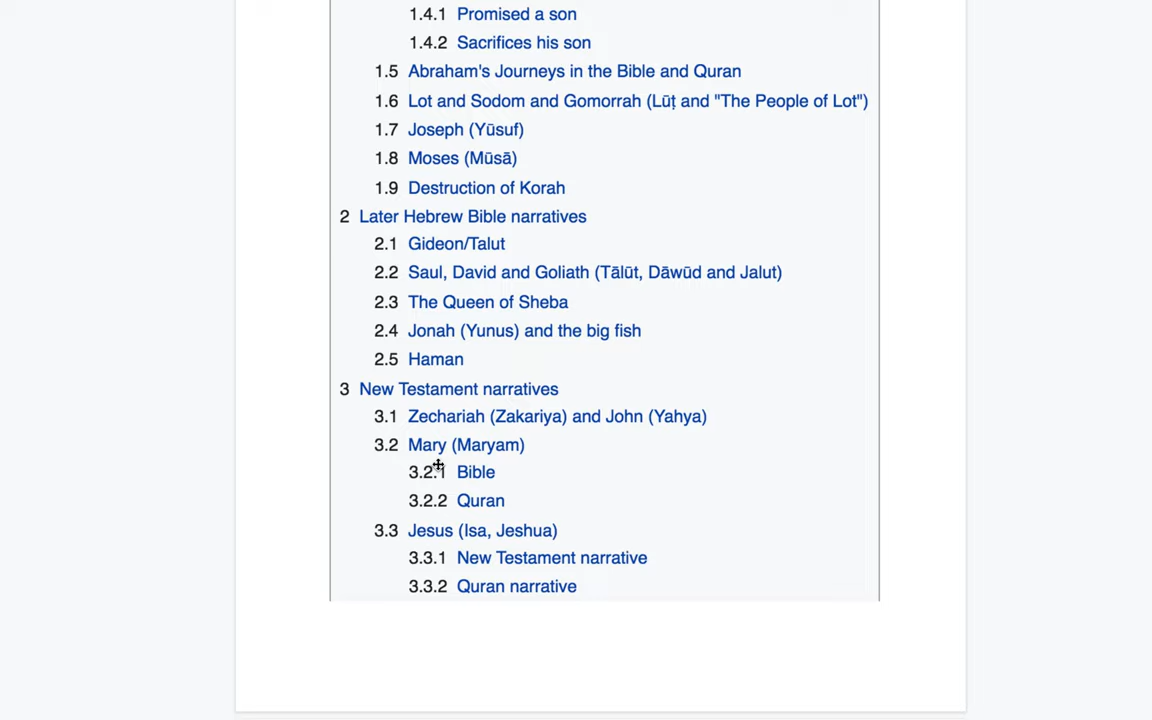 1.4.1 Promised a son
1.4.2 Sacrifices his son
1.5 Abraham's Journeys in the Bible and Quran
1.6 Lot and Sodom and Gomorrah (Lūṭ and "The People of Lot")
1.7 Joseph (Yūsuf)
1.8 Moses (Mūsā)
1.9 Destruction of Korah
2 Later Hebrew Bible narratives
2.1 Gideon/Talut
2.2 Saul, David and Goliath (Tālūt, Dāwūd and Jalut)
2.3 The Queen of Sheba
2.4 Jonah (Yunus) and the big fish
2.5 Haman
3 New Testament narratives
3.1 Zechariah (Zakariya) and John (Yahya)
3.2 Mary (Maryam)
3.2.1 Bible
3.2.2 Quran
3.3 Jesus (Isa, Jeshua)
3.3.1 New Testament narrative
3.3.2 Quran narrative